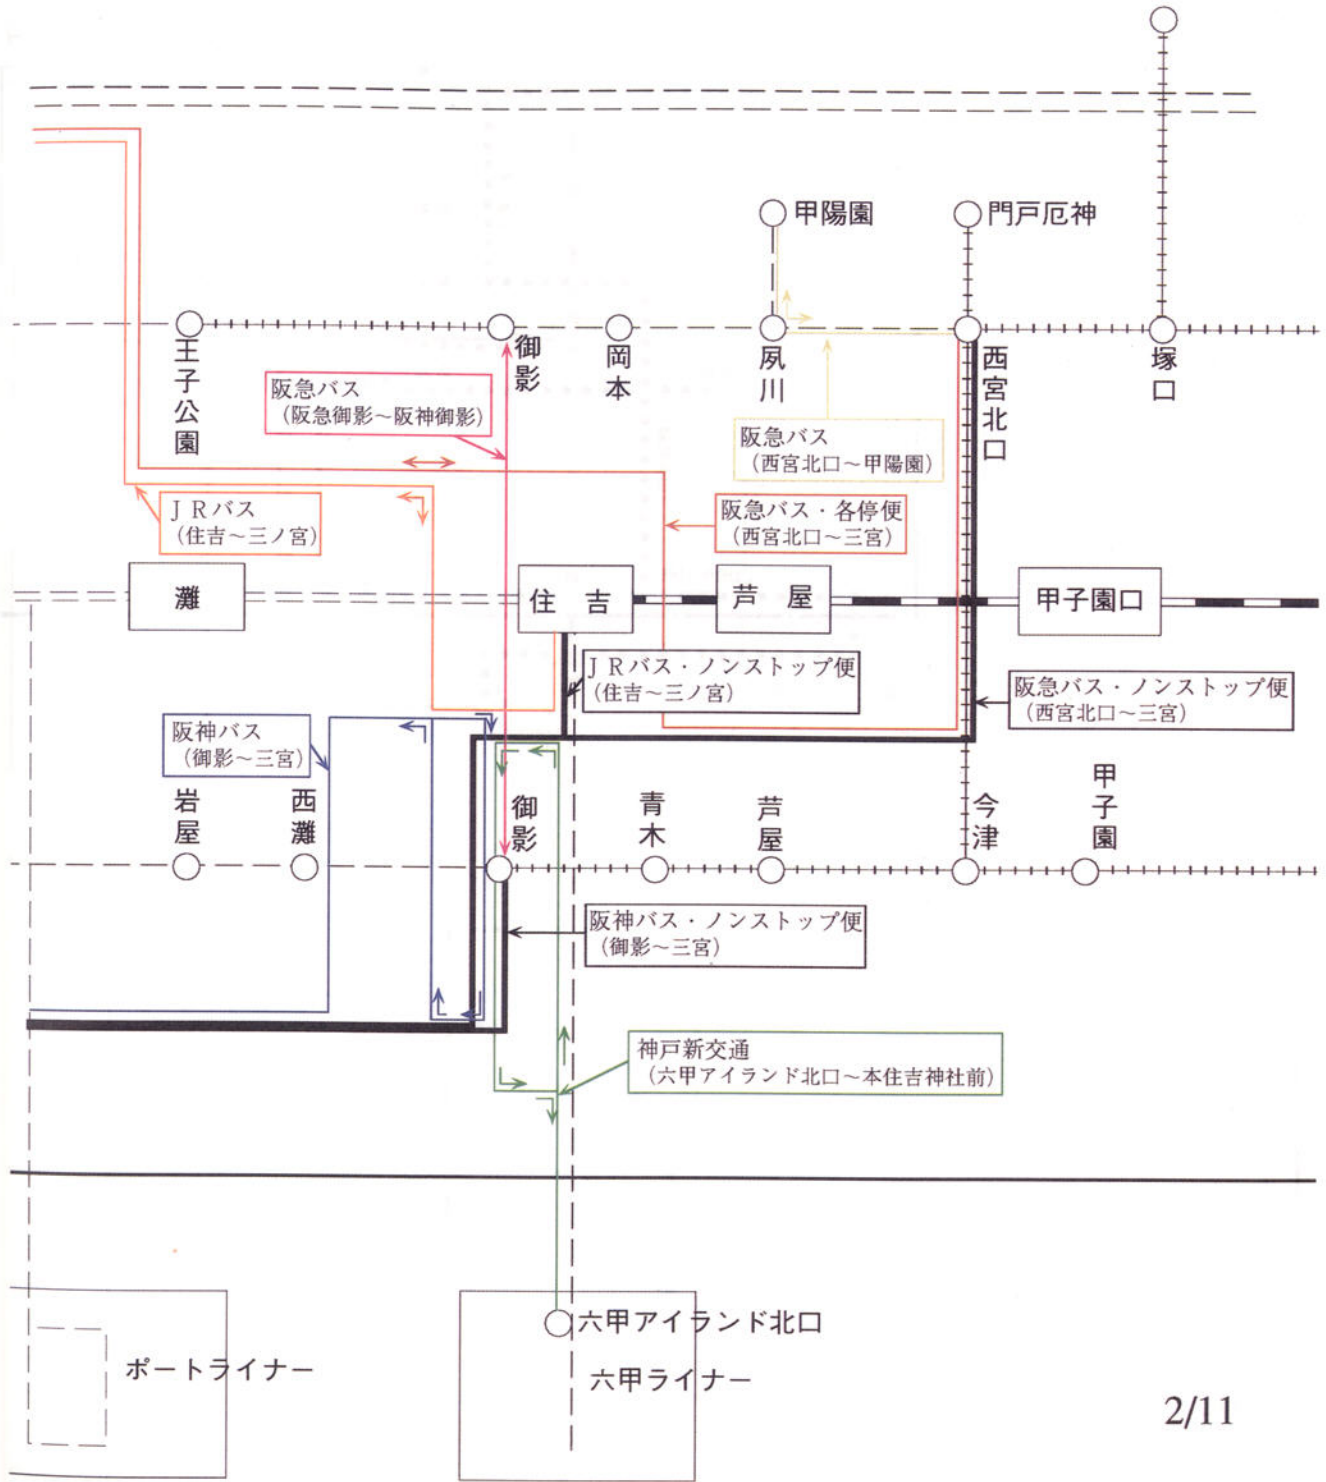 甲陽園
門戸厄神
王子公園
御影
岡本
夙川
西宮北口
塚口
阪急バス
(阪急御影～阪神御影)
阪急バス
(西宮北口～甲陽園)
JRバス
(住吉～三ノ宮)
阪急バス・各停便
(西宮北口～三宮)
灘
住吉
芦屋
甲子園口
JRバス・ノンストップ便
(住吉～三ノ宮)
阪急バス・ノンストップ便
(西宮北口～三宮)
阪神バス
(御影～三宮)
岩屋
西灘
御影
青木
芦屋
今津
甲子園
阪神バス・ノンストップ便
(御影～三宮)
神戸新交通
(六甲アイランド北口～本住吉神社前)
六甲アイランド北口
ポートライナー
六甲ライナー
2/11